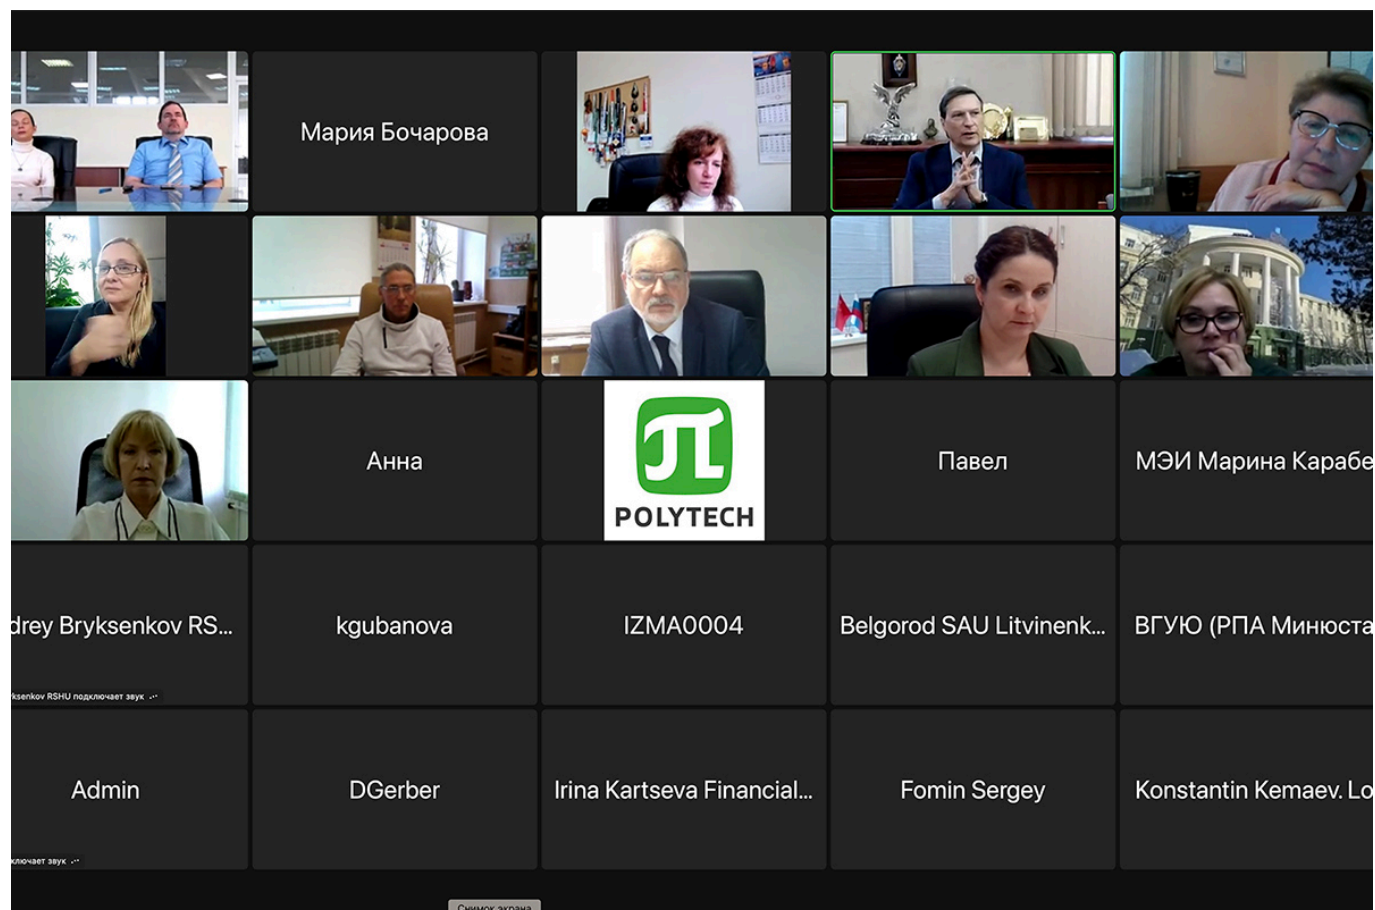 Мария Бочарова
Анна
π
POLYTECH
Павел
МЭИ Марина Карабе
drey Bryksenkov RS...
ksenkov RSHU подключает звук
kgubanova
IZMA0004
Belgorod SAU Litvinenk...
ВГУЮ (РПА Минюста
Admin
ключает звук
DGerber
Irina Kartseva Financial...
Fomin Sergey
Konstantin Kemaev. Lo
Снимок экрана